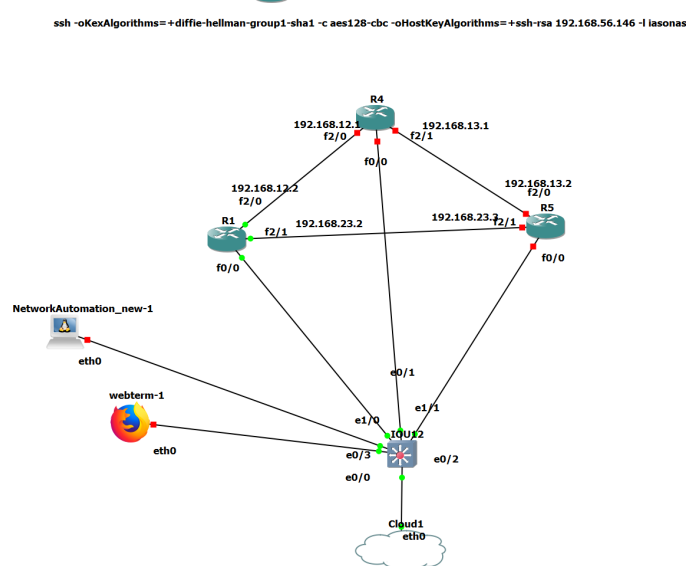 ssh -oKexAlgorithms=+diffie-hellman-group1-sha1 -c aes128-cbc -oHostKeyAlgorithms=+ssh-rsa 192.168.56.146 -l iasonas
R4
192.168.12.1
f2/0
192.168.13.1
f2/1
f0/0
192.168.12.2
f2/0
192.168.13.2
f2/0
R1
R5
192.168.23.2
192.168.23.3
f2/1
f2/1
f0/0
f0/0
NetworkAutomation_new-1
eth0
e0/1
webterm-1
e1/0
e1/1
IOU12
eth0
e0/3
e0/2
e0/0
Cloud1
eth0